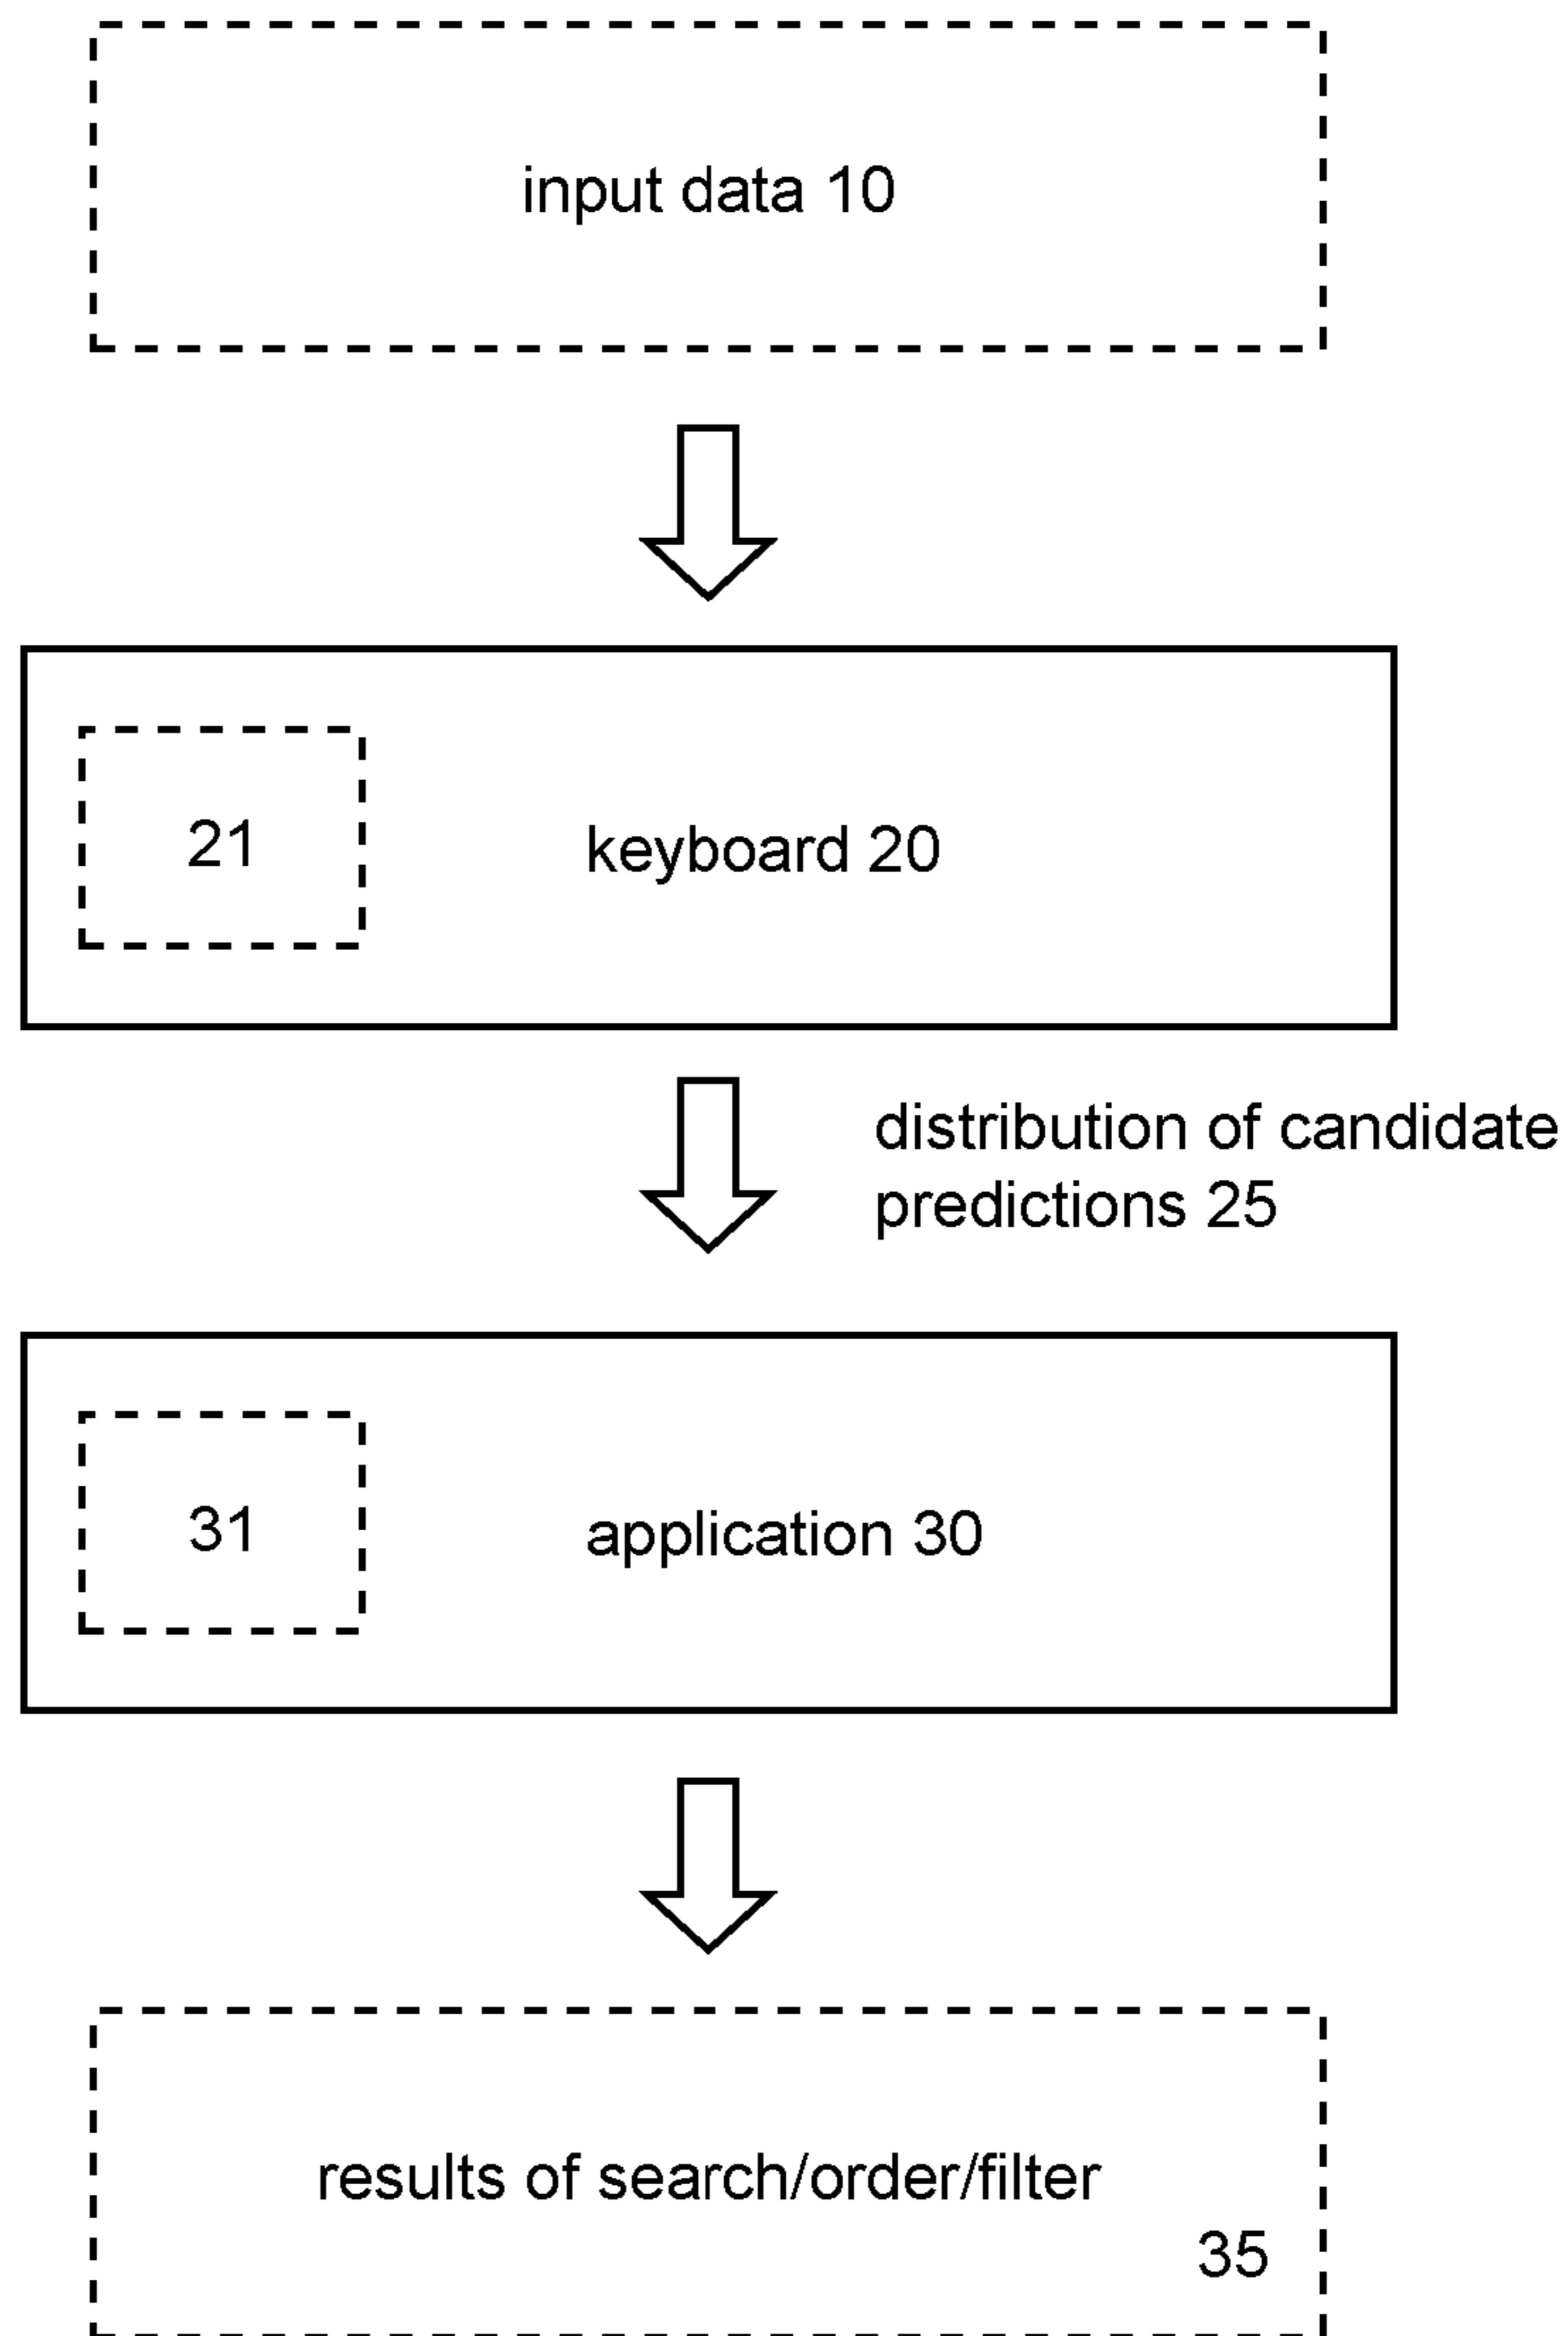 input data 10
21
keyboard 20
distribution of candidate
predictions 25
31
application 30
results of search/order/filter
35